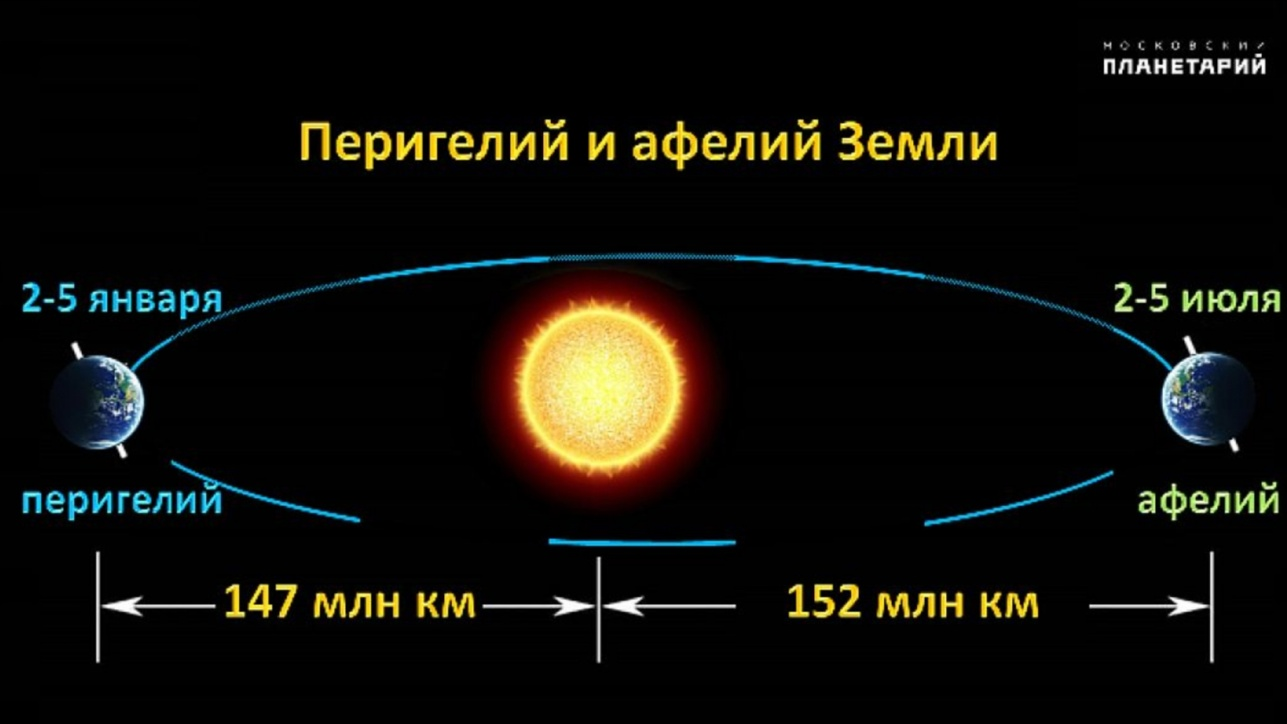 МОСКОВСКИЙ
ПЛАНЕТАРИЙ
Перигелий и афелий Земли
2-5 января
2-5 июля
перигелий
афелий
147 млн км
152 млн км